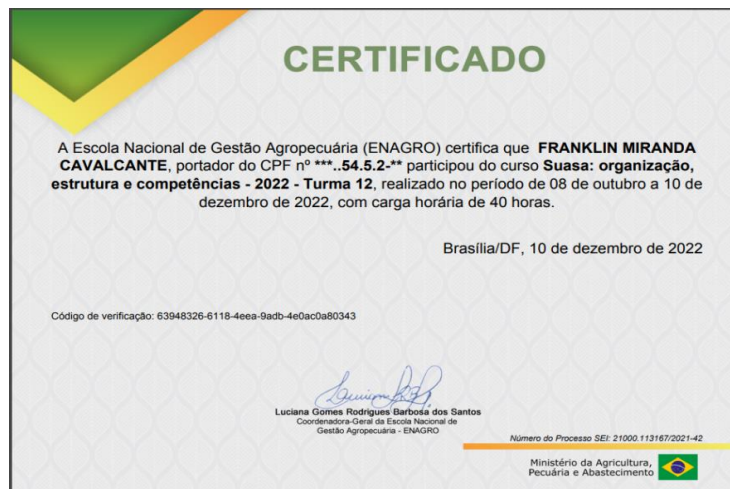 CERTIFICADO
A Escola Nacional de Gestão Agropecuária (ENAGRO) certifica que FRANKLIN MIRANDA
CAVALCANTE, portador do CPF nº ***..54.5.2-** participou do curso Suasa: organização,
estrutura e competências - 2022 - Turma 12, realizado no período de 08 de outubro a 10 de
dezembro de 2022, com carga horária de 40 horas.
Brasília/DF, 10 de dezembro de 2022
Código de verificação: 63948326-6118-4eea-9adb-4e0ac0a80343
Luciana Gomes Rodrigues Barbosa dos Santos
Coordenadora-Geral da Escola Nacional de
Gestão Agropecuária - ENAGRO
Número do Processo SEI: 21000.113167/2021-42
Ministério da Agricultura,
Pecuária e Abastecimento